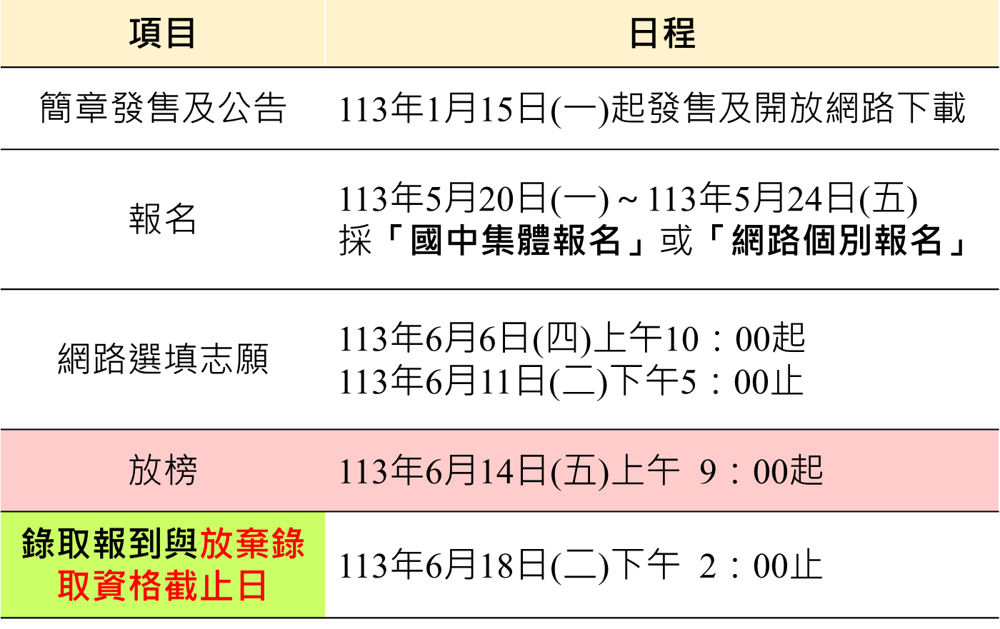 項目
日程
簡章發售及公告
113年1月15日(一)起發售及開放網路下載
報名
113年5月20日(一)～113年5月24日(五)
採「國中集體報名」或「網路個別報名」
網路選填志願
113年6月6日(四)上午10：00起
113年6月11日(二)下午5：00止
放榜
113年6月14日(五)上午 9：00起
錄取報到與放棄錄
取資格截止日
113年6月18日(二)下午 2：00止